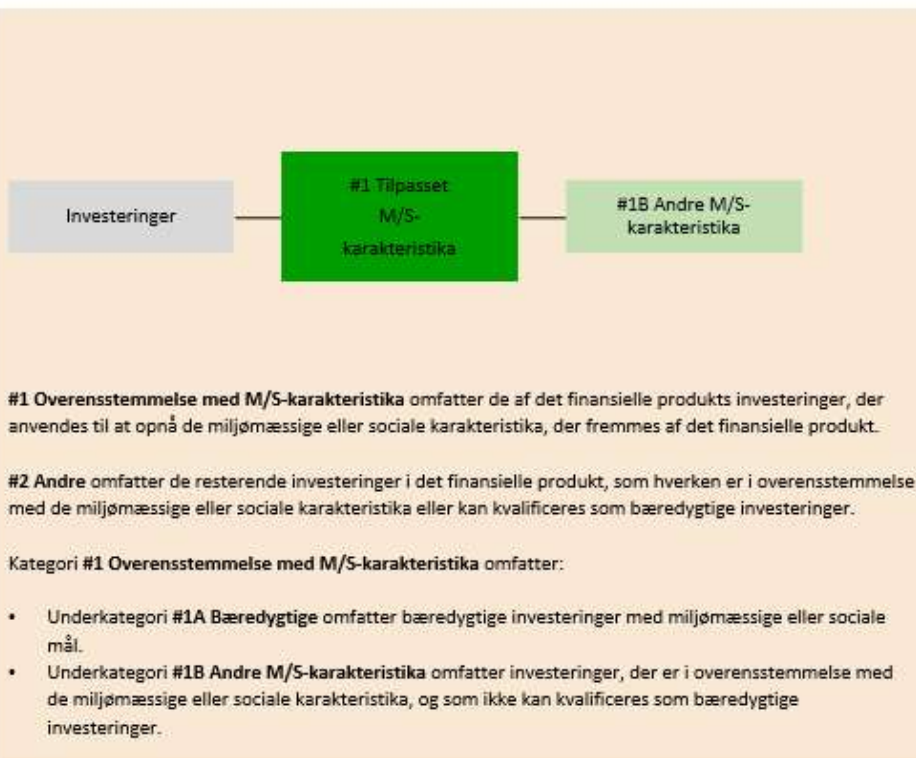 Investeringer
#1 Tilpasset
M/S-
karakteristika
#1B Andre M/S-
karakteristika
#1 Overensstemmelse med M/S-karakteristika omfatter de af det finansielle produkts investeringer, der
anvendes til at opnå de miljømæssige eller sociale karakteristika, der fremmes af det finansielle produkt.
#2 Andre omfatter de resterende investeringer i det finansielle produkt, som hverken er i overensstemmelse
med de miljømæssige eller sociale karakteristika eller kan kvalificeres som bæredygtige investeringer.
Kategori #1 Overensstemmelse med M/S-karakteristika omfatter:
• Underkategori #1A Bæredygtige omfatter bæredygtige investeringer med miljømæssige eller sociale
mål.
• Underkategori #1B Andre M/S-karakteristika omfatter investeringer, der er i overensstemmelse med
de miljømæssige eller sociale karakteristika, og som ikke kan kvalificeres som bæredygtige
investeringer.